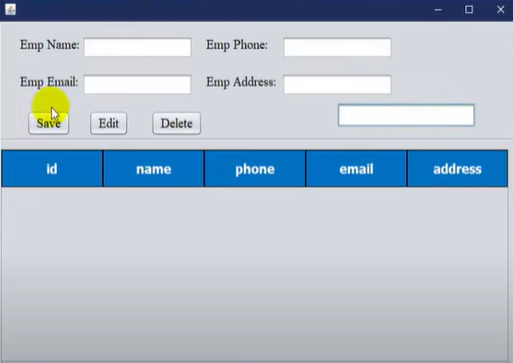 Emp Name: Emp Phone:
Emp Email: Emp Address:
Save Edit Delete
id name phone email address